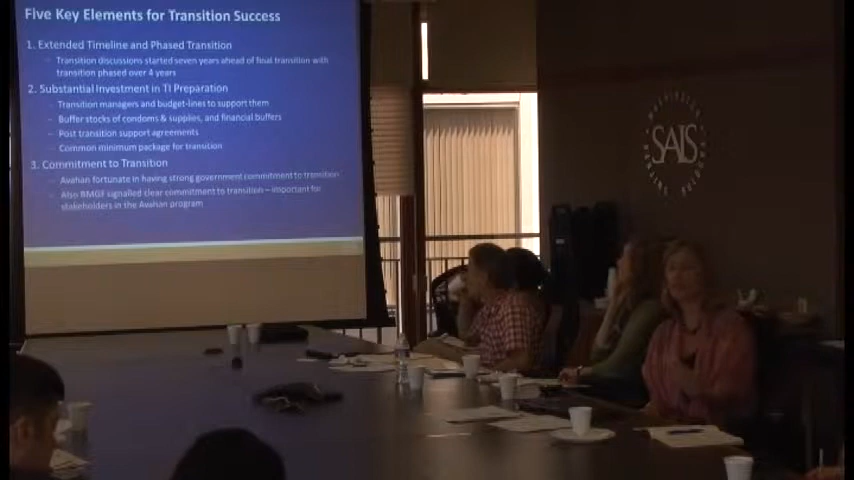 Five Key Elements for Transition Success
1. Extended Timeline and Phased Transition
– Transition discussions started seven years ahead of final transition with
transition phased over 4 years
2. Substantial Investment in TI Preparation
– Transition managers and budget-lines to support them
– Buffer stocks of condoms & supplies, and financial buffers
– Post transition support agreements
– Common minimum package for transition
3. Commitment to Transition
– Avahan fortunate in having strong government commitment to transition
– Also BMGF signalled clear commitment to transition – important for
stakeholders in the Avahan program
WASHINGTON
SAIS